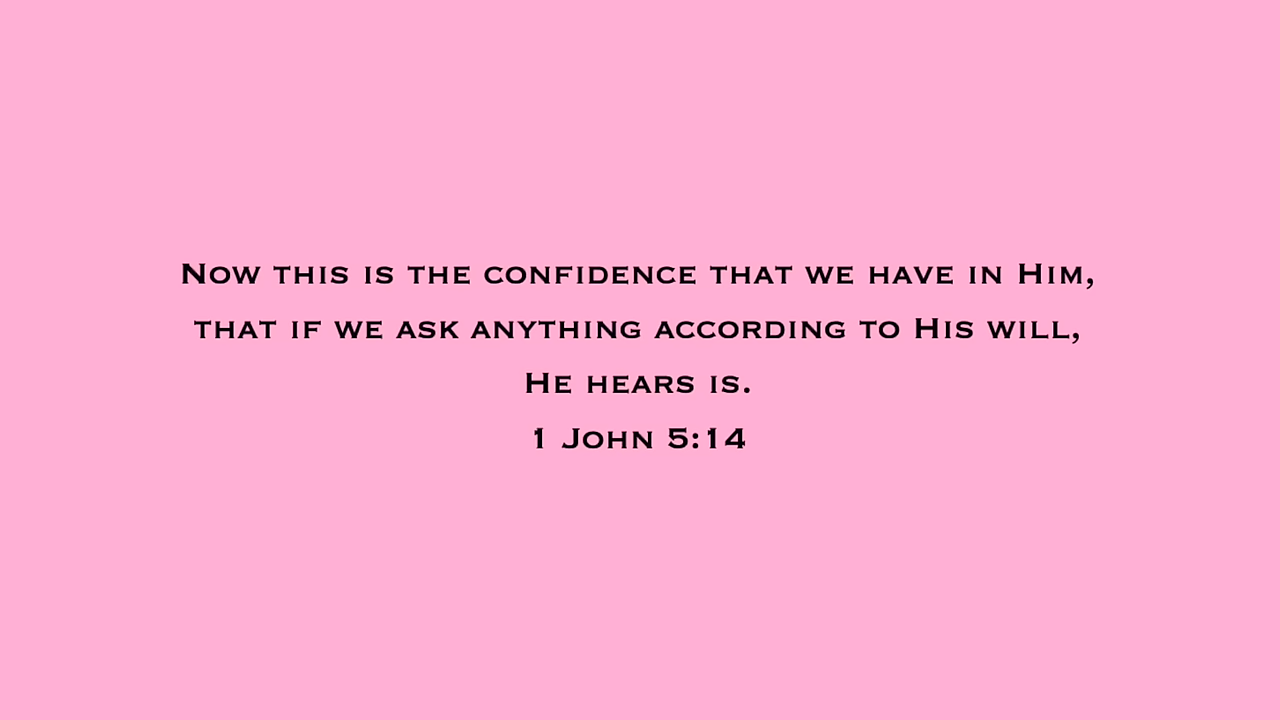 Now this is the confidence that we have in Him,
that if we ask anything according to His will,
He hears is.
1 John 5:14